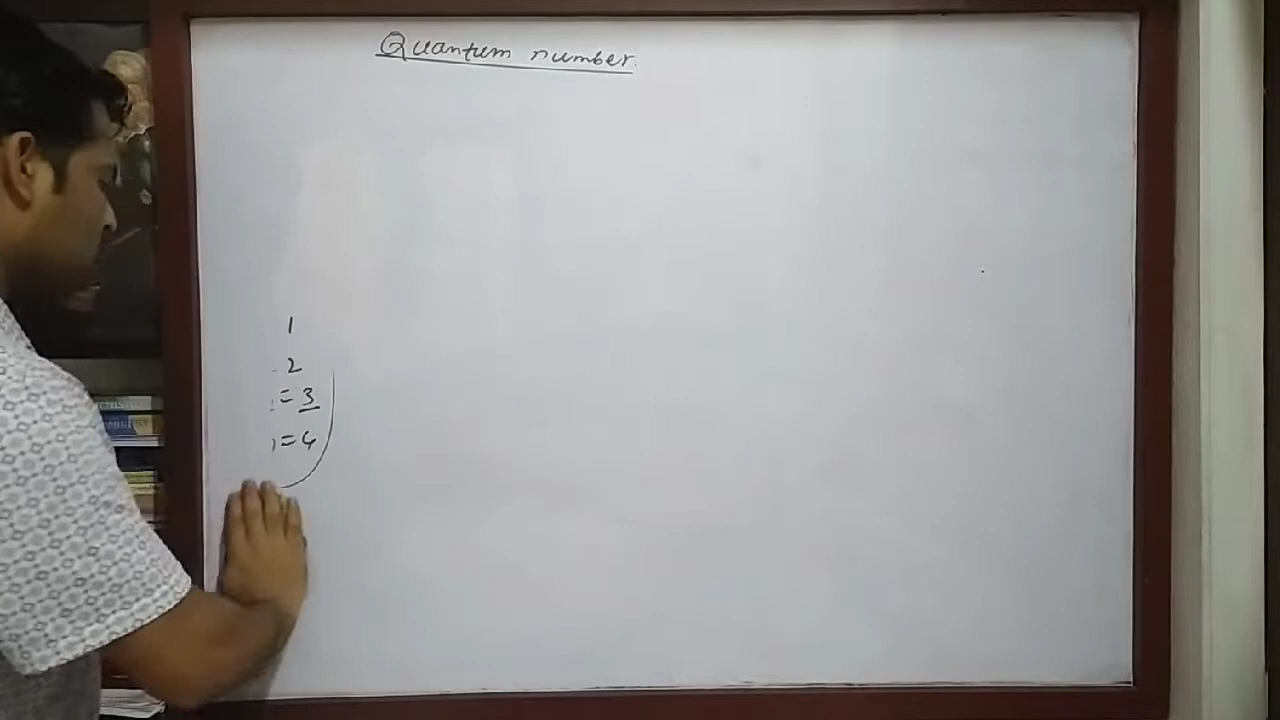 Quantum number.
1
2
= 3
= 4